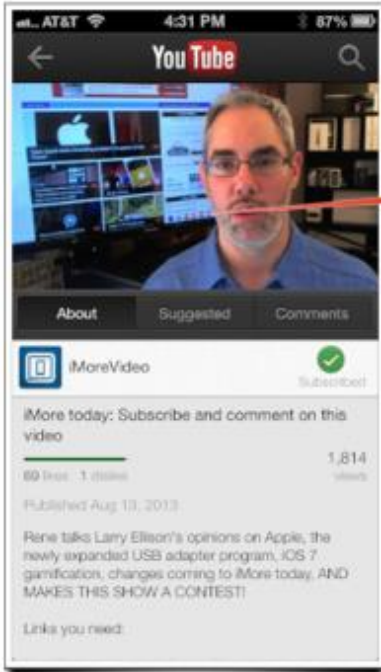 AT&T 4:31 PM 87%
YouTube
About Suggested Comments
iMoreVideo
Subscribed
iMore today: Subscribe and comment on this
video
1,814
69 likes 1 dislike views
Published Aug 13, 2013
Rene talks Larry Ellison's opinions on Apple, the
newly expanded USB adapter program, iOS 7
gamification, changes coming to iMore today, AND
MAKES THIS SHOW A CONTEST!
Links you need: